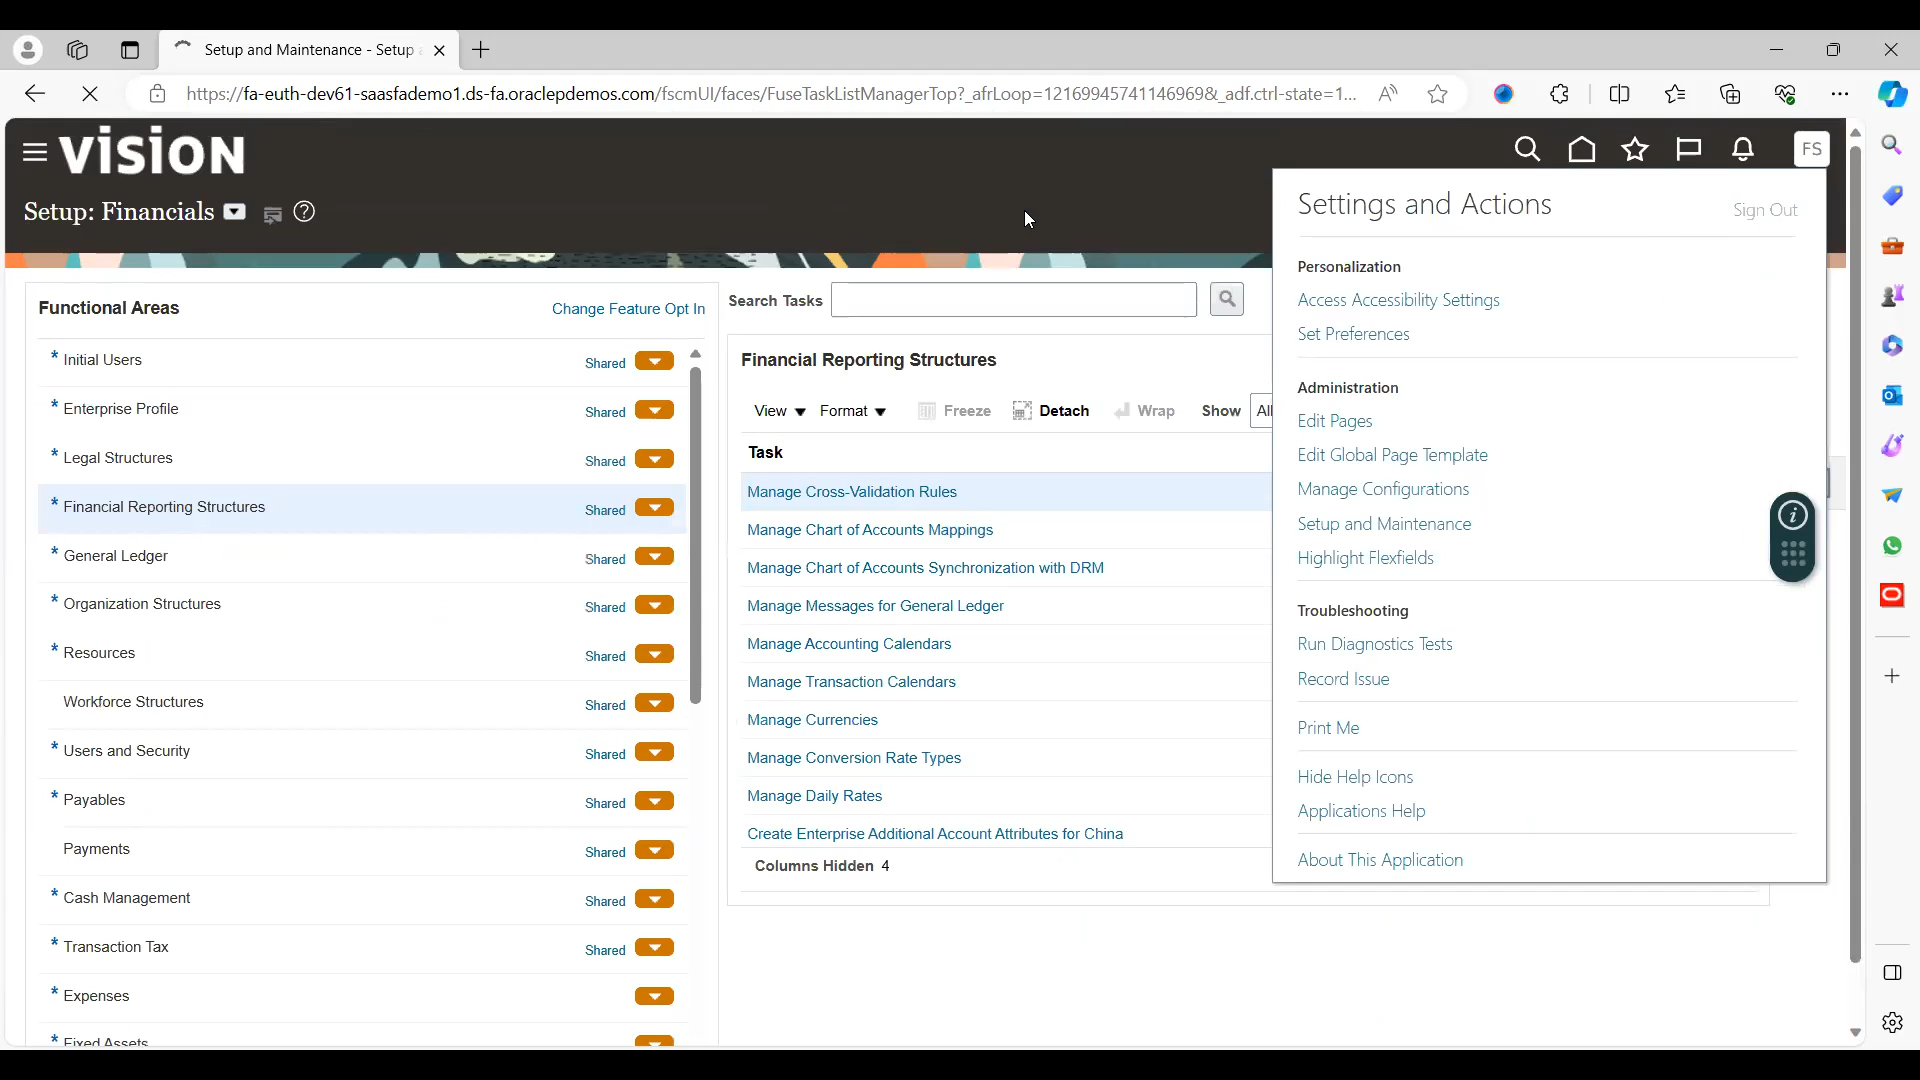 Setup and Maintenance - Setup
https://fa-euth-dev61-saasfademo1.ds-fa.oraclepdemos.com/fscmUI/faces/FuseTaskListManagerTop?_afrLoop=12169945741146969&_adf.ctrl-state=1...
VISION
FS
Setup: Financials
Settings and Actions
Sign Out
Personalization
Access Accessibility Settings
Set Preferences
Administration
Edit Pages
Edit Global Page Template
Manage Configurations
Setup and Maintenance
Highlight Flexfields
Troubleshooting
Run Diagnostics Tests
Record Issue
Print Me
Hide Help Icons
Applications Help
About This Application
Functional Areas
Change Feature Opt In
* Initial Users Shared
* Enterprise Profile Shared
* Legal Structures Shared
* Financial Reporting Structures Shared
* General Ledger Shared
* Organization Structures Shared
* Resources Shared
Workforce Structures Shared
* Users and Security Shared
* Payables Shared
Payments Shared
* Cash Management Shared
* Transaction Tax Shared
* Expenses
* Fixed Assets
Search Tasks
Financial Reporting Structures
View Format Freeze Detach Wrap Show All
Task
Manage Cross-Validation Rules
Manage Chart of Accounts Mappings
Manage Chart of Accounts Synchronization with DRM
Manage Messages for General Ledger
Manage Accounting Calendars
Manage Transaction Calendars
Manage Currencies
Manage Conversion Rate Types
Manage Daily Rates
Create Enterprise Additional Account Attributes for China
Columns Hidden 4